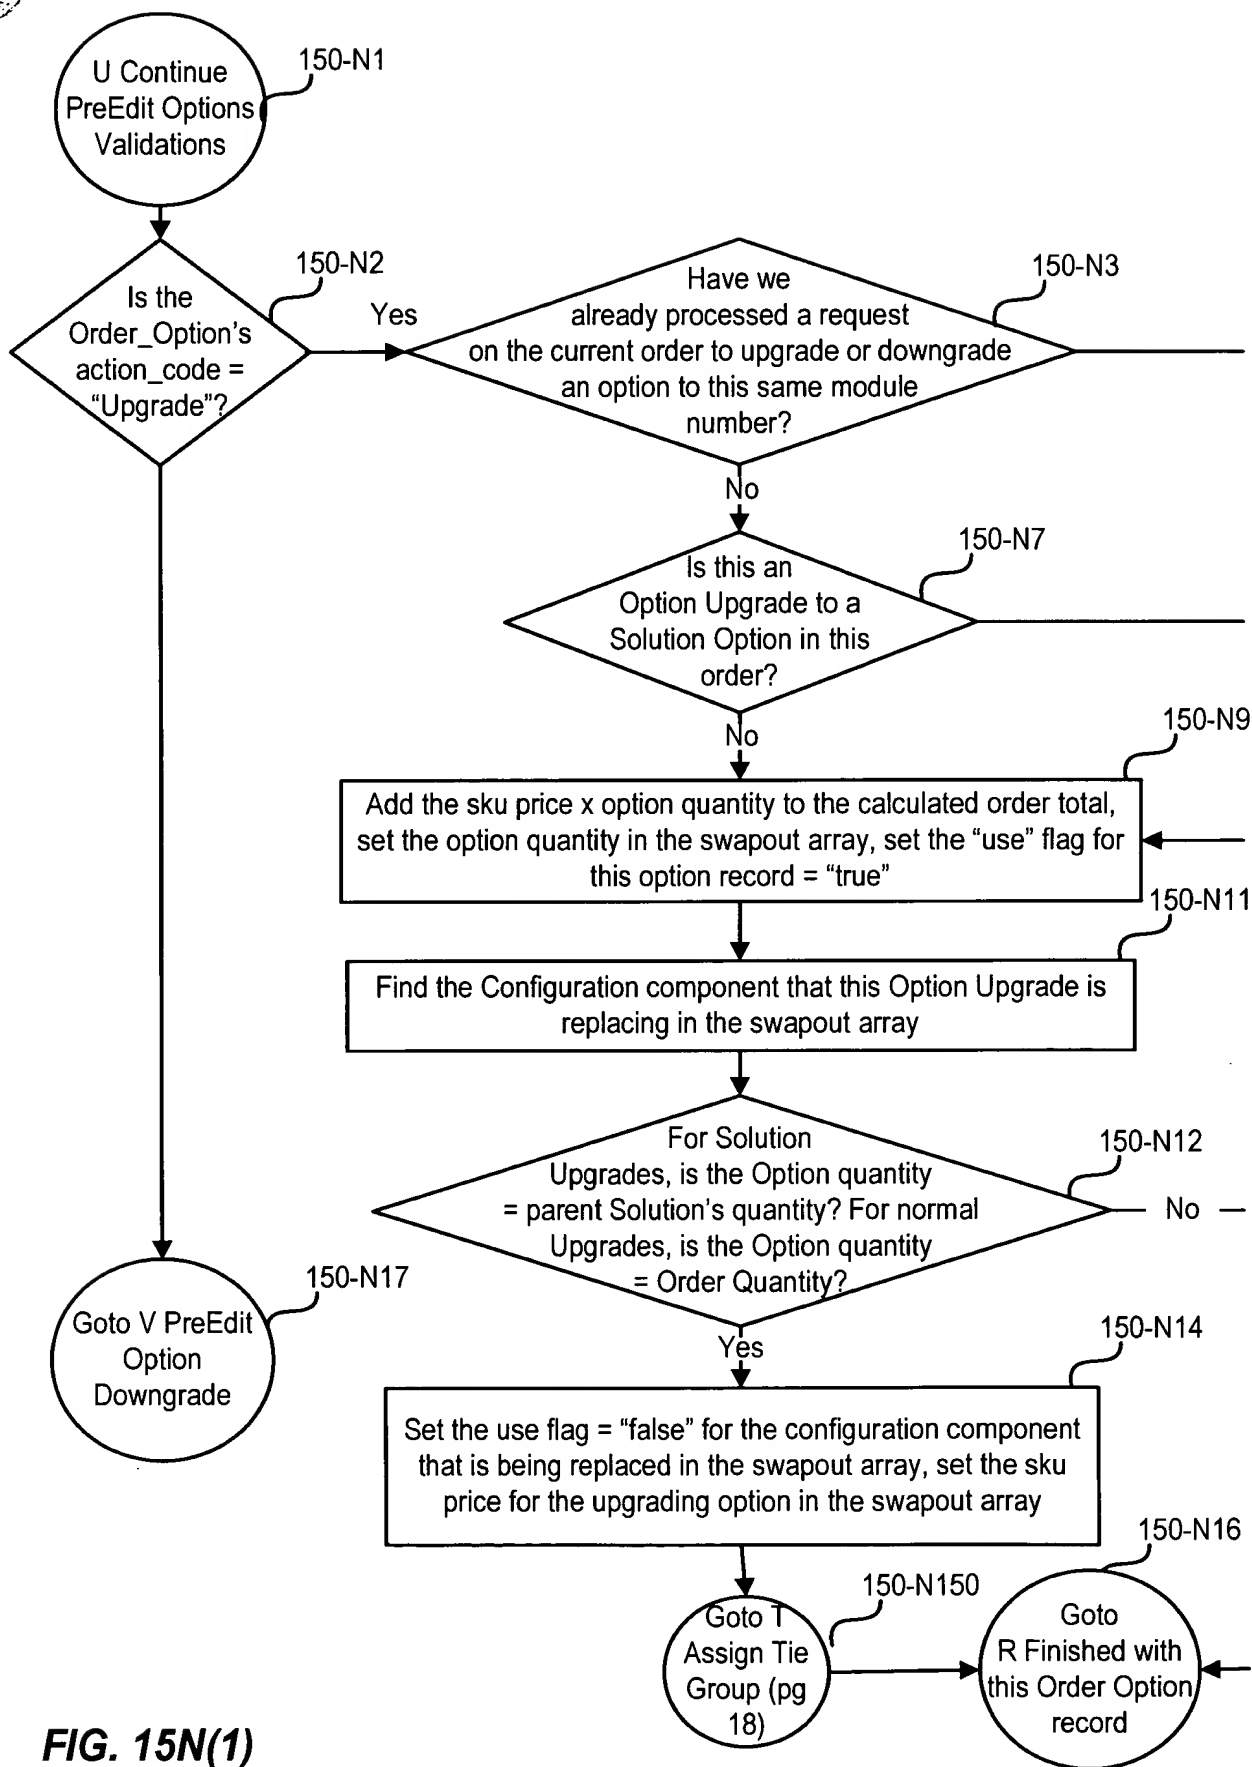 U Continue
PreEdit Options
Validations
150-N1
Is the
Order_Option's
action_code =
“Upgrade”?
150-N2
Yes
Have we
already processed a request
on the current order to upgrade or downgrade
an option to this same module
number?
150-N3
No
Is this an
Option Upgrade to a
Solution Option in this
order?
150-N7
No
150-N9
Add the sku price x option quantity to the calculated order total,
set the option quantity in the swapout array, set the “use” flag for
this option record = “true”
150-N11
Find the Configuration component that this Option Upgrade is
replacing in the swapout array
For Solution
Upgrades, is the Option quantity
= parent Solution's quantity? For normal
Upgrades, is the Option quantity
= Order Quantity?
150-N12
No
Yes
150-N17
Goto V PreEdit
Option
Downgrade
150-N14
Set the use flag = “false” for the configuration component
that is being replaced in the swapout array, set the sku
price for the upgrading option in the swapout array
150-N150
Goto T
Assign Tie
Group (pg
18)
150-N16
Goto
R Finished with
this Order Option
record
FIG. 15N(1)